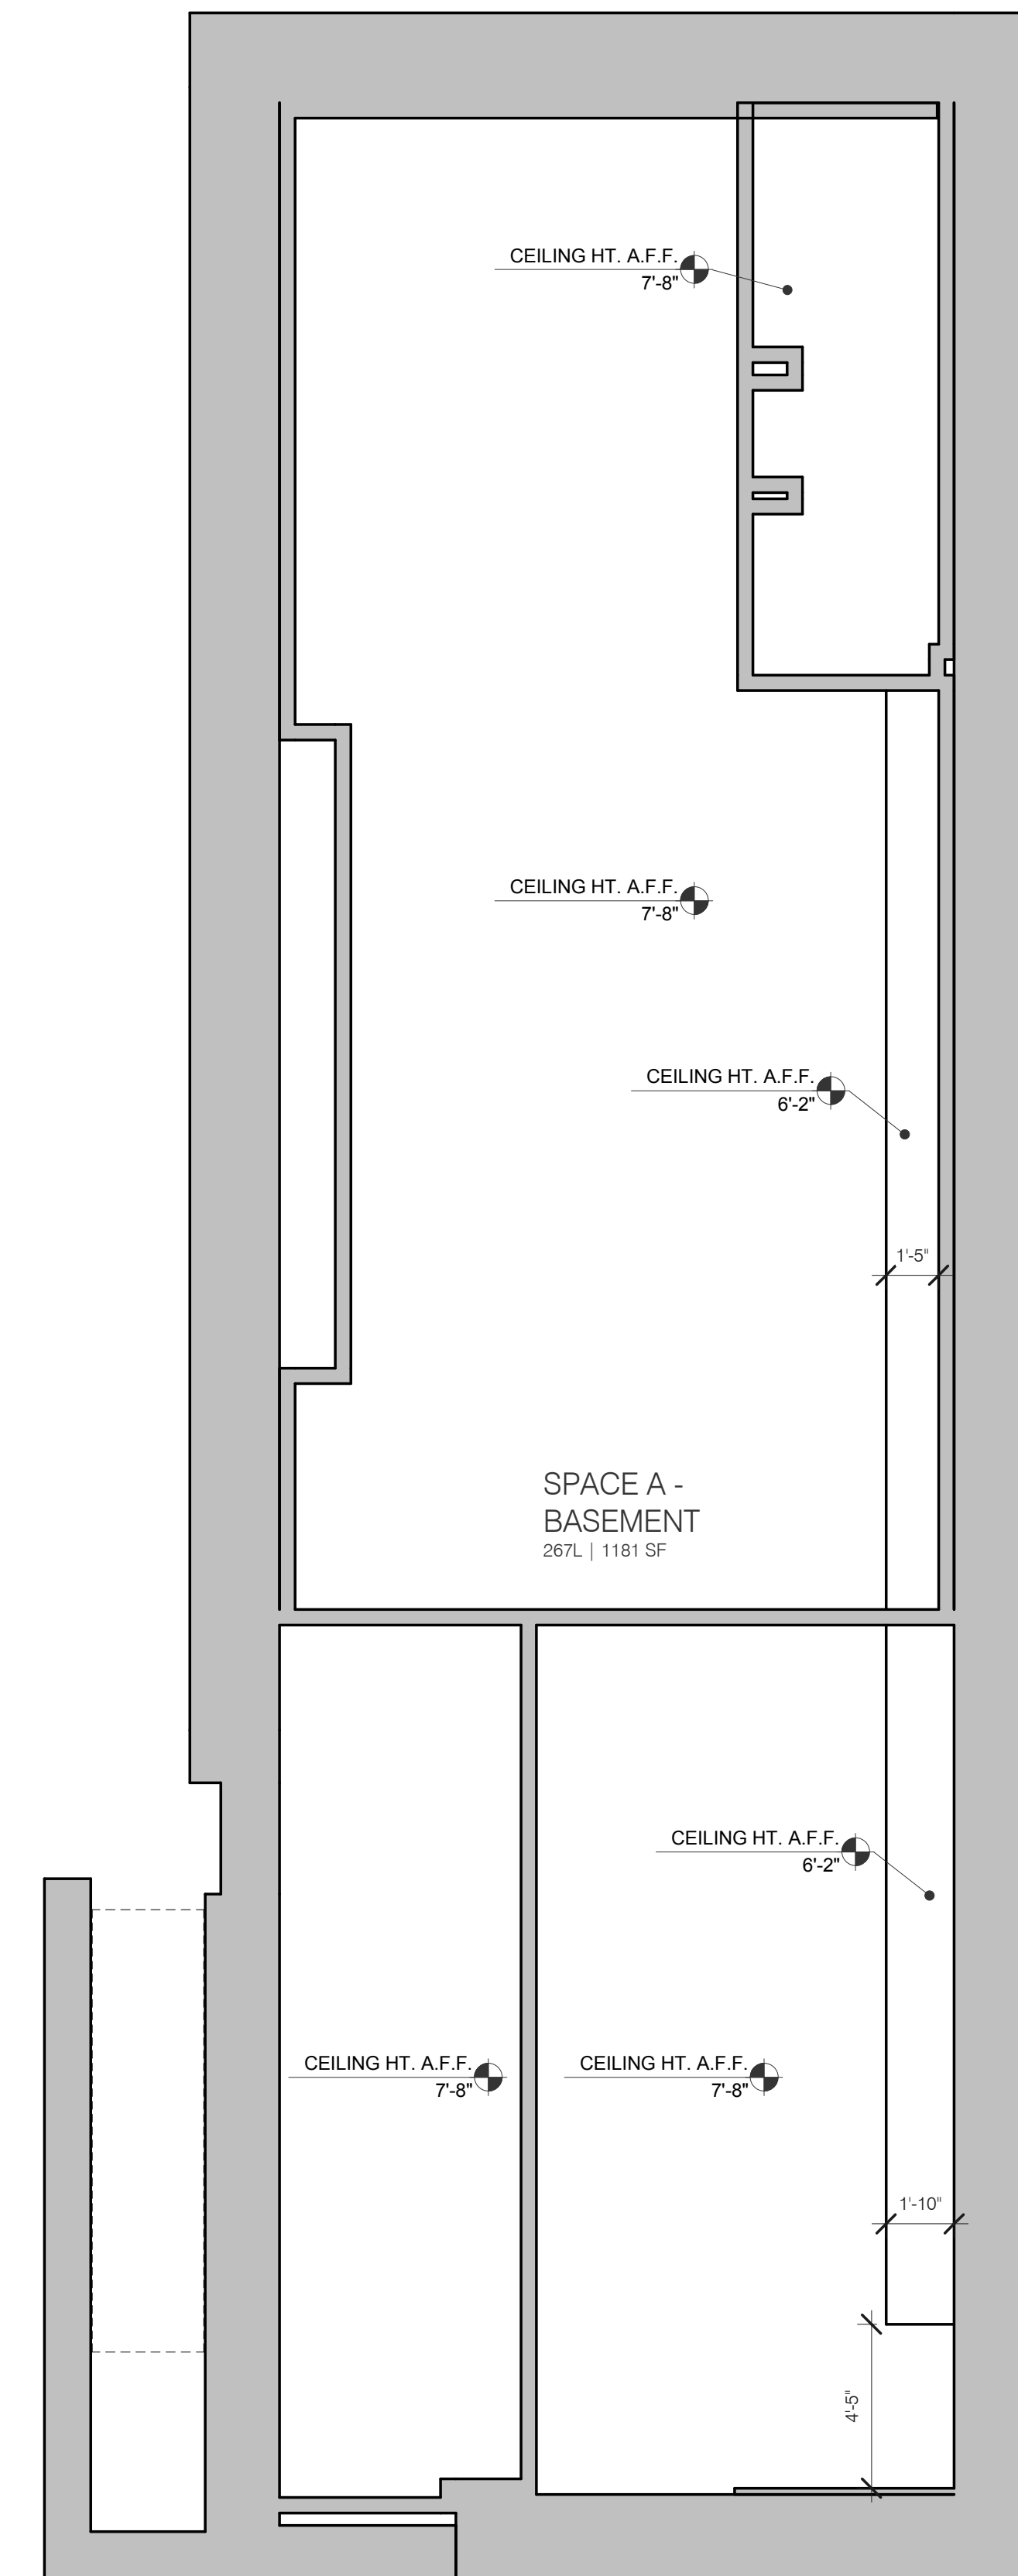 CEILING HT. A.F.F.
7'-8"
CEILING HT. A.F.F.
7'-8"
CEILING HT. A.F.F.
6'-2"
1'-5"
SPACE A -
BASEMENT
267L | 1181 SF
CEILING HT. A.F.F.
6'-2"
CEILING HT. A.F.F.
7'-8"
CEILING HT. A.F.F.
7'-8"
1'-10"
4'-5"